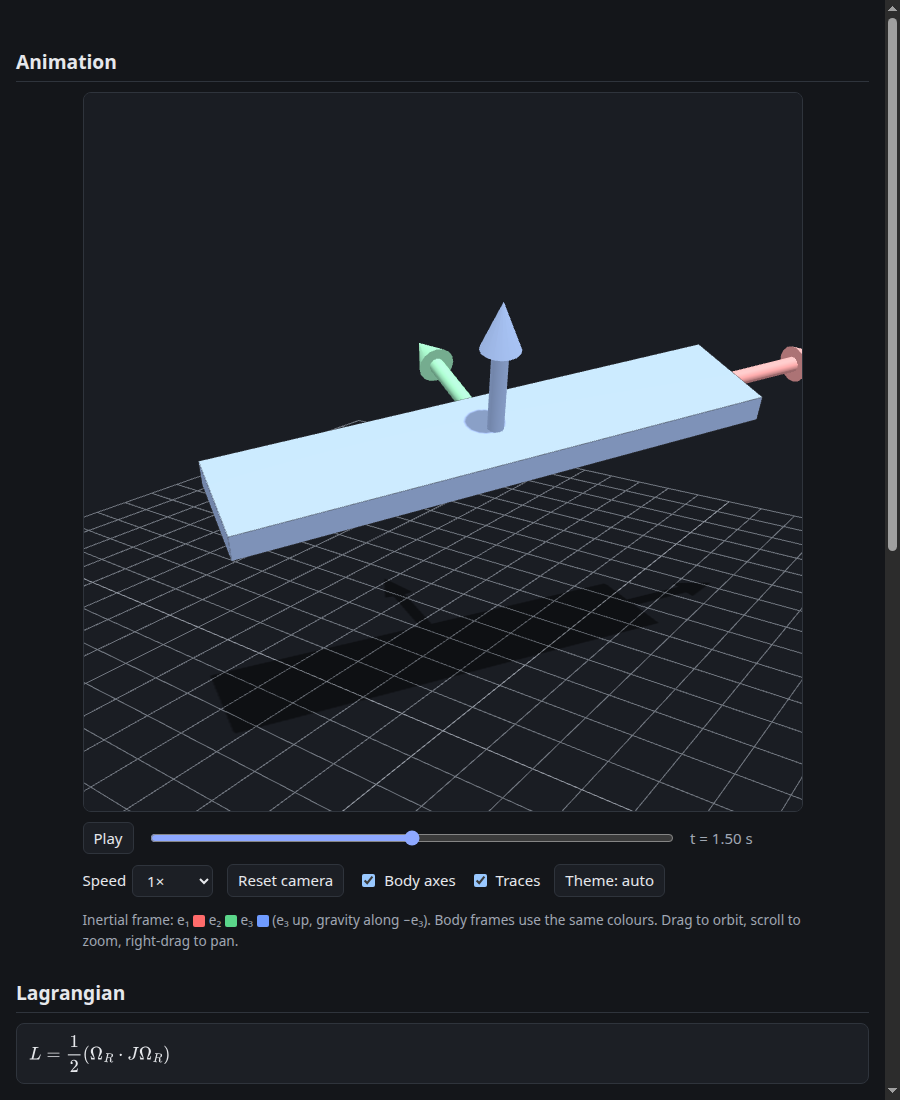 Animation
Play
t = 1.50 s
Speed 1× Reset camera Body axes Traces Theme: auto
Inertial frame: e₁ e₂ e₃ (e₃ up, gravity along −e₃). Body frames use the same colours. Drag to orbit, scroll to
zoom, right-drag to pan.
Lagrangian
L = 1/2 (Ω_R · JΩ_R)